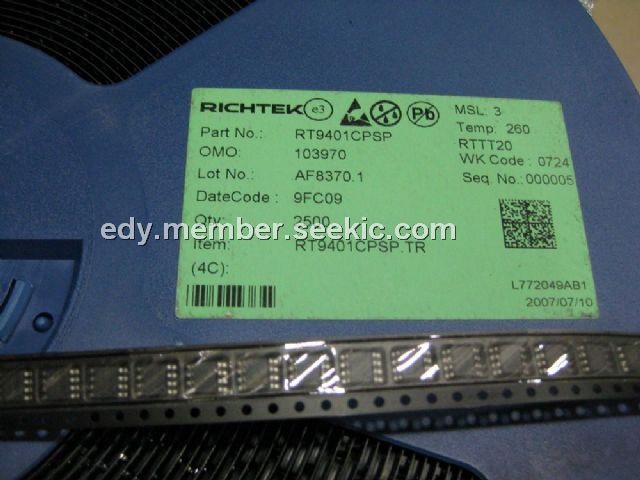 RICHTEK e3 Pb MSL: 3
Part No.: RT9401CPSP Temp: 260
OMO: 103970 RTTT20
WK Code : 0724
Lot No.: AF8370.1 Seq. No.: 000005
DateCode : 9FC09
Qty: 2500
edy.member.seekic.com
Item: RT9401CPSP.TR
(4C):
L772049AB1
2007/07/10